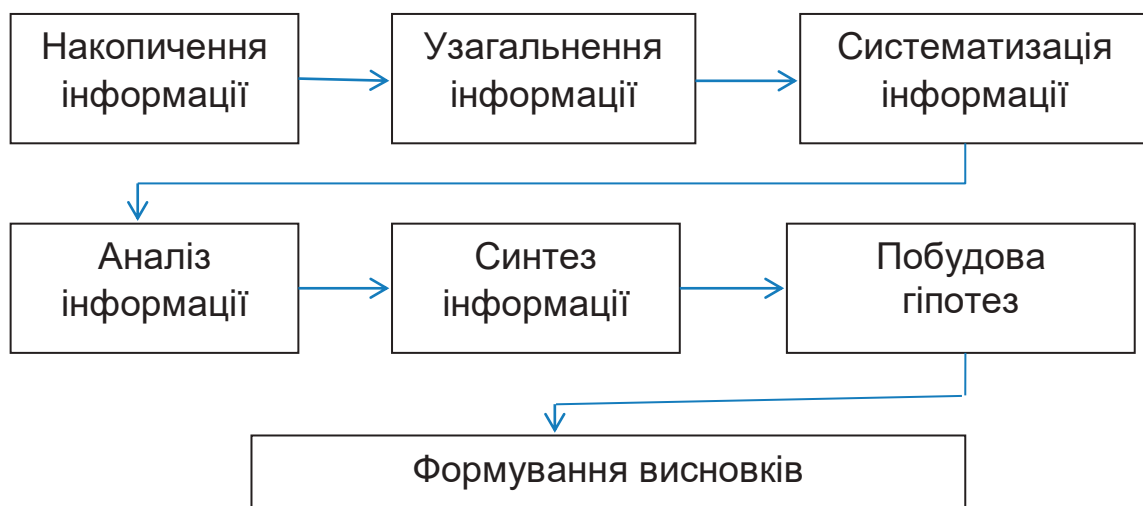 Накопичення
інформації
Узагальнення
інформації
Систематизація
інформації
Аналіз
інформації
Синтез
інформації
Побудова
гіпотез
Формування висновків